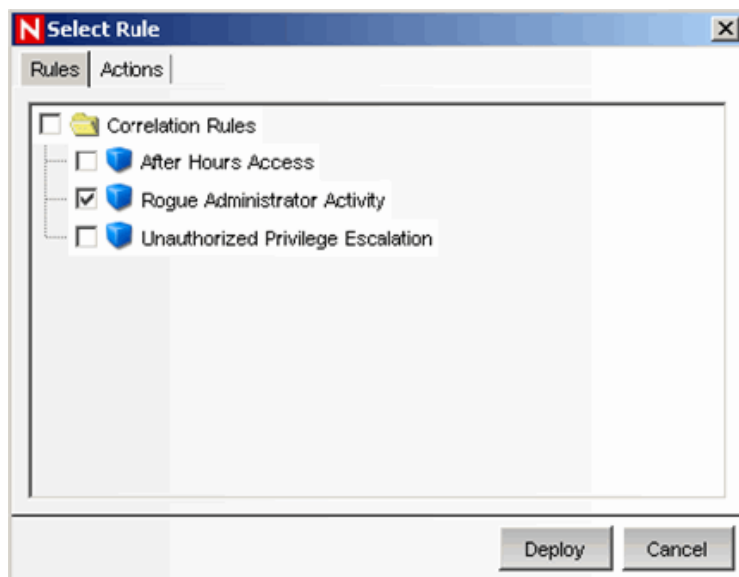 N Select Rule
Rules Actions
Correlation Rules
After Hours Access
Rogue Administrator Activity
Unauthorized Privilege Escalation
Deploy Cancel